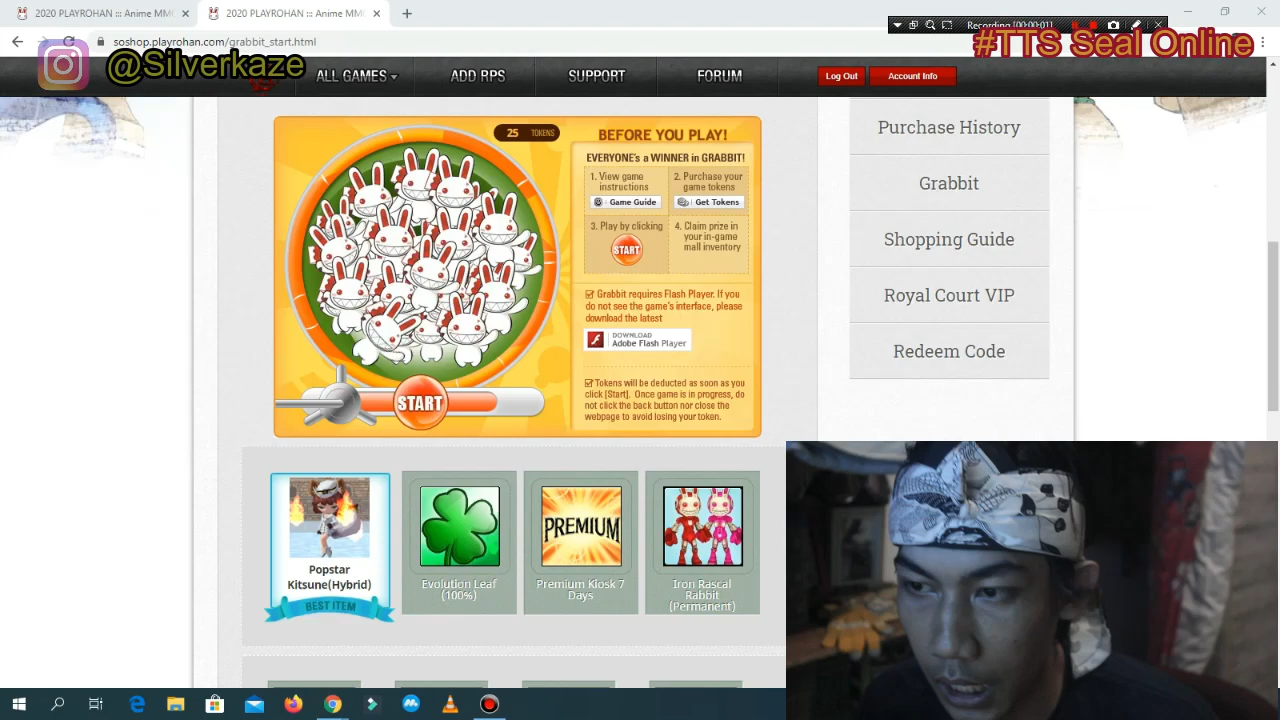 2020 PLAYROHAN :: Anime MMO
2020 PLAYROHAN :: Anime MMO
Recording [00:00:01]
soshop.playrohan.com/grabbit_start.html
#TTS Seal Online
@Silverkaze
ALL GAMES
ADD RPS
SUPPORT
FORUM
Log Out
Account Info
25 TOKENS
BEFORE YOU PLAY!
EVERYONE's a WINNER in GRABBIT!
1. View game
instructions
Game Guide
2. Purchase your
game tokens
Get Tokens
3. Play by clicking
START
4. Claim prize in
your in-game
mall inventory
Grabbit requires Flash Player. If you
do not see the game's interface, please
download the latest
DOWNLOAD
Adobe Flash Player
Tokens will be deducted as soon as you
click [Start]. Once game is in progress, do
not click the back button nor close the
webpage to avoid losing your token.
START
Purchase History
Grabbit
Shopping Guide
Royal Court VIP
Redeem Code
Popstar
Kitsune(Hybrid)
BEST ITEM
Evolution Leaf
(100%)
PREMIUM
Premium Kiosk 7
Days
Iron Rascal
Rabbit
(Permanent)